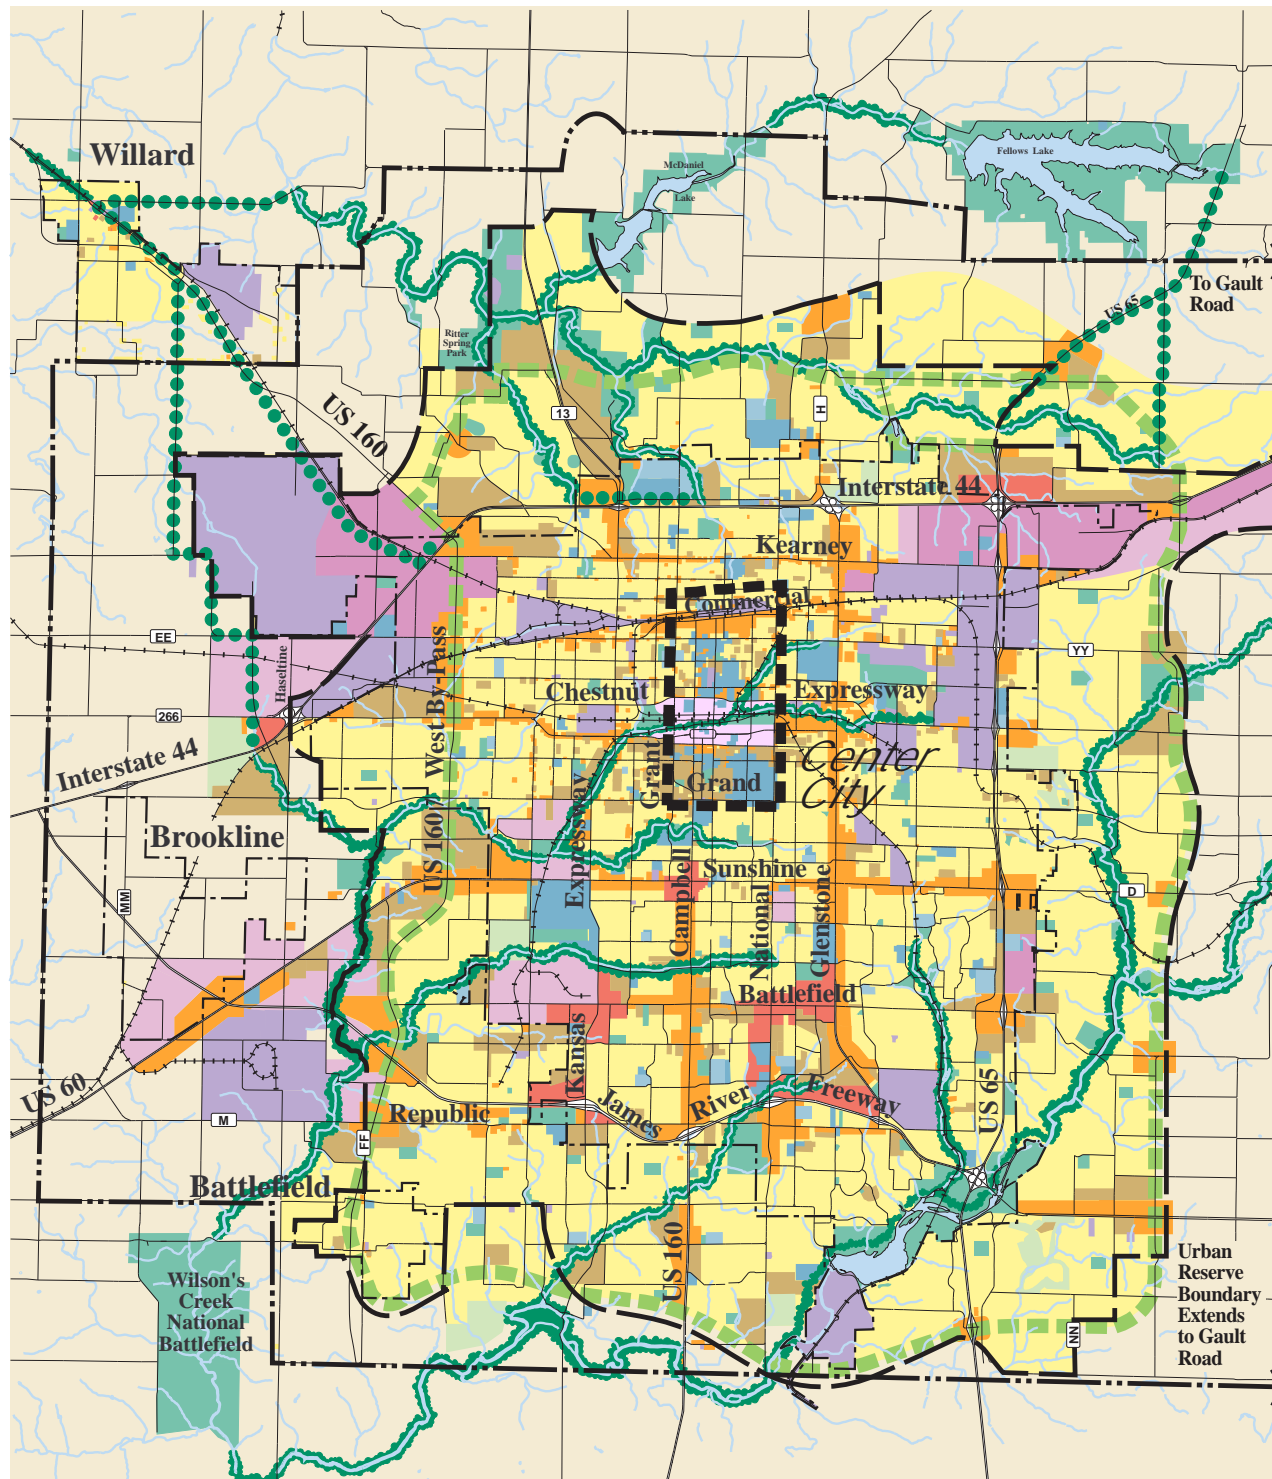 Willard
McDaniel
Lake
Fellows Lake
To Gault
Road
US 65
Ritter
Spring
Park
US 160
13
H
Interstate 44
Kearney
Commercial
EE
YY
Haseltine
West By-Pass
Chestnut
Expressway
266
Interstate 44
Grant
Center
City
Grand
Expressway
Brookline
US 160
Sunshine
Campbell
National
Glenstone
MM
D
Battlefield
Kansas
US 60
James
River
Freeway
US 65
Republic
M
FF
Battlefield
US 160
Wilson's
Creek
National
Battlefield
Urban
Reserve
Boundary
Extends
to Gault
Road
NN